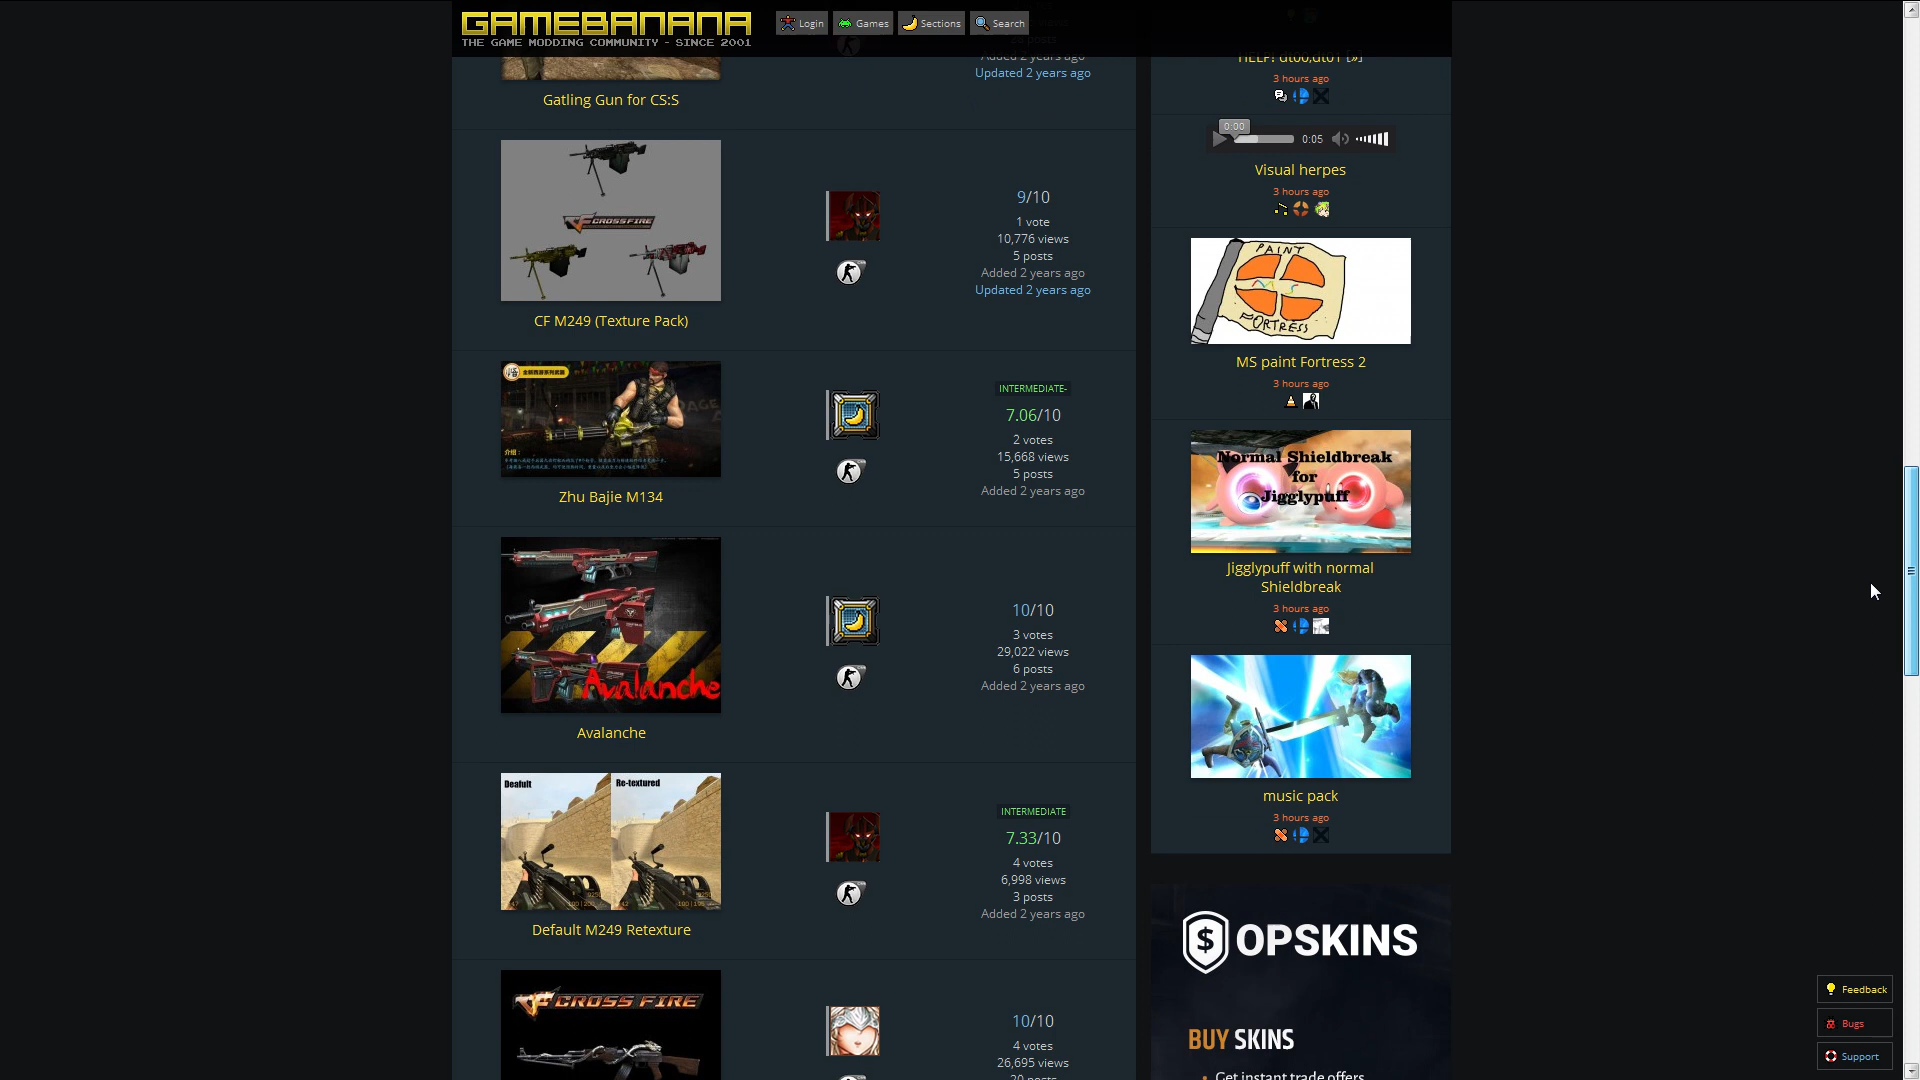 GAMEBANANA
THE GAME MODDING COMMUNITY - SINCE 2001
Login
Games
Sections
Search
Updated 2 years ago
Gatling Gun for CS:S
CROSSFIRE
CF M249 (Texture Pack)
9/10
1 vote
10,776 views
5 posts
Added 2 years ago
Updated 2 years ago
Zhu Bajie M134
INTERMEDIATE-
7.06/10
2 votes
15,668 views
5 posts
Added 2 years ago
Avalanche
Avalanche
10/10
3 votes
29,022 views
6 posts
Added 2 years ago
Deafult
Re-textured
Default M249 Retexture
INTERMEDIATE
7.33/10
4 votes
6,998 views
3 posts
Added 2 years ago
CROSS FIRE
10/10
4 votes
26,695 views
20 posts
HELP! dt00,dt01 [»]
3 hours ago
0:00
0:05
Visual herpes
3 hours ago
PAINT
FORTRESS
MS paint Fortress 2
3 hours ago
Normal Shieldbreak
for
Jigglypuff
Jigglypuff with normal
Shieldbreak
3 hours ago
music pack
3 hours ago
OPSKINS
BUY SKINS
Get instant trade offers
Feedback
Bugs
Support